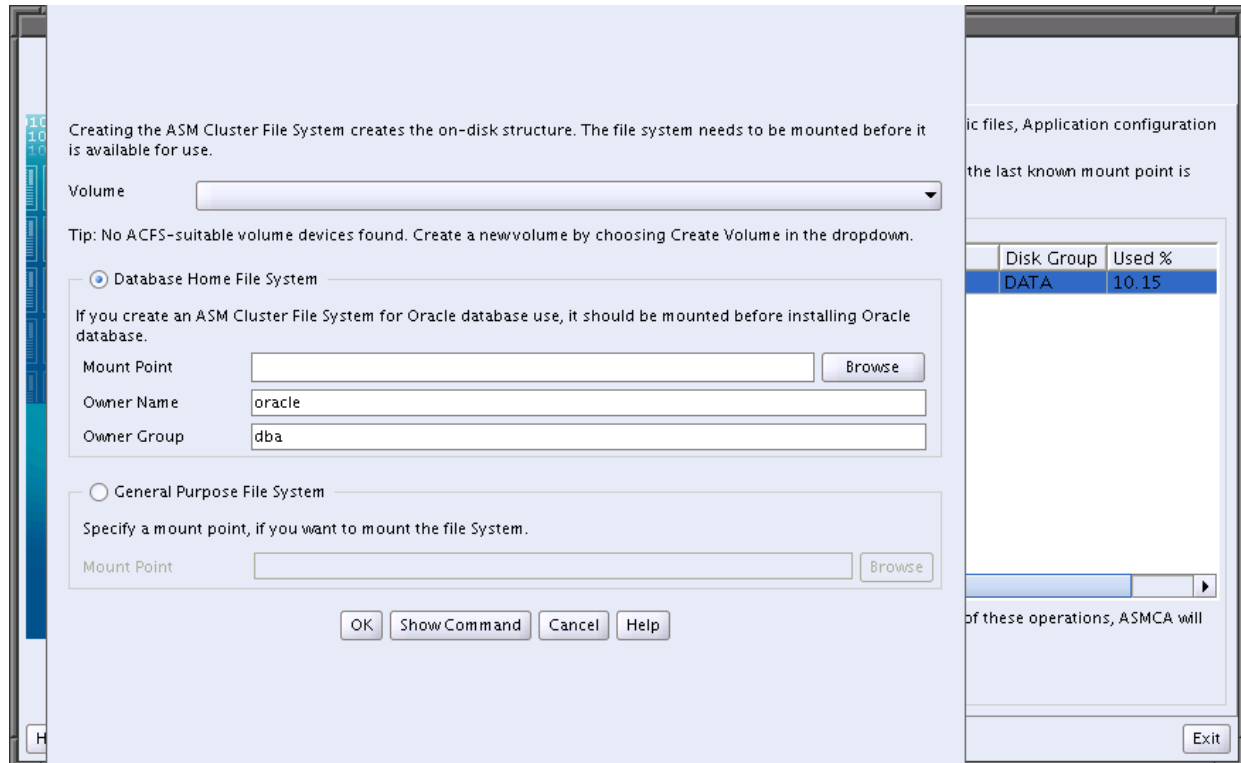 Creating the ASM Cluster File System creates the on-disk structure. The file system needs to be mounted before it
is available for use.
Volume
Tip: No ACFS-suitable volume devices found. Create a new volume by choosing Create Volume in the dropdown.
Database Home File System
If you create an ASM Cluster File System for Oracle database use, it should be mounted before installing Oracle
database.
Mount Point
Browse
Owner Name
oracle
Owner Group
dba
General Purpose File System
Specify a mount point, if you want to mount the file System.
Mount Point
Browse
OK
Show Command
Cancel
Help
ic files, Application configuration
the last known mount point is
Disk Group
Used %
DATA
10.15
of these operations, ASMCA will
H
Exit